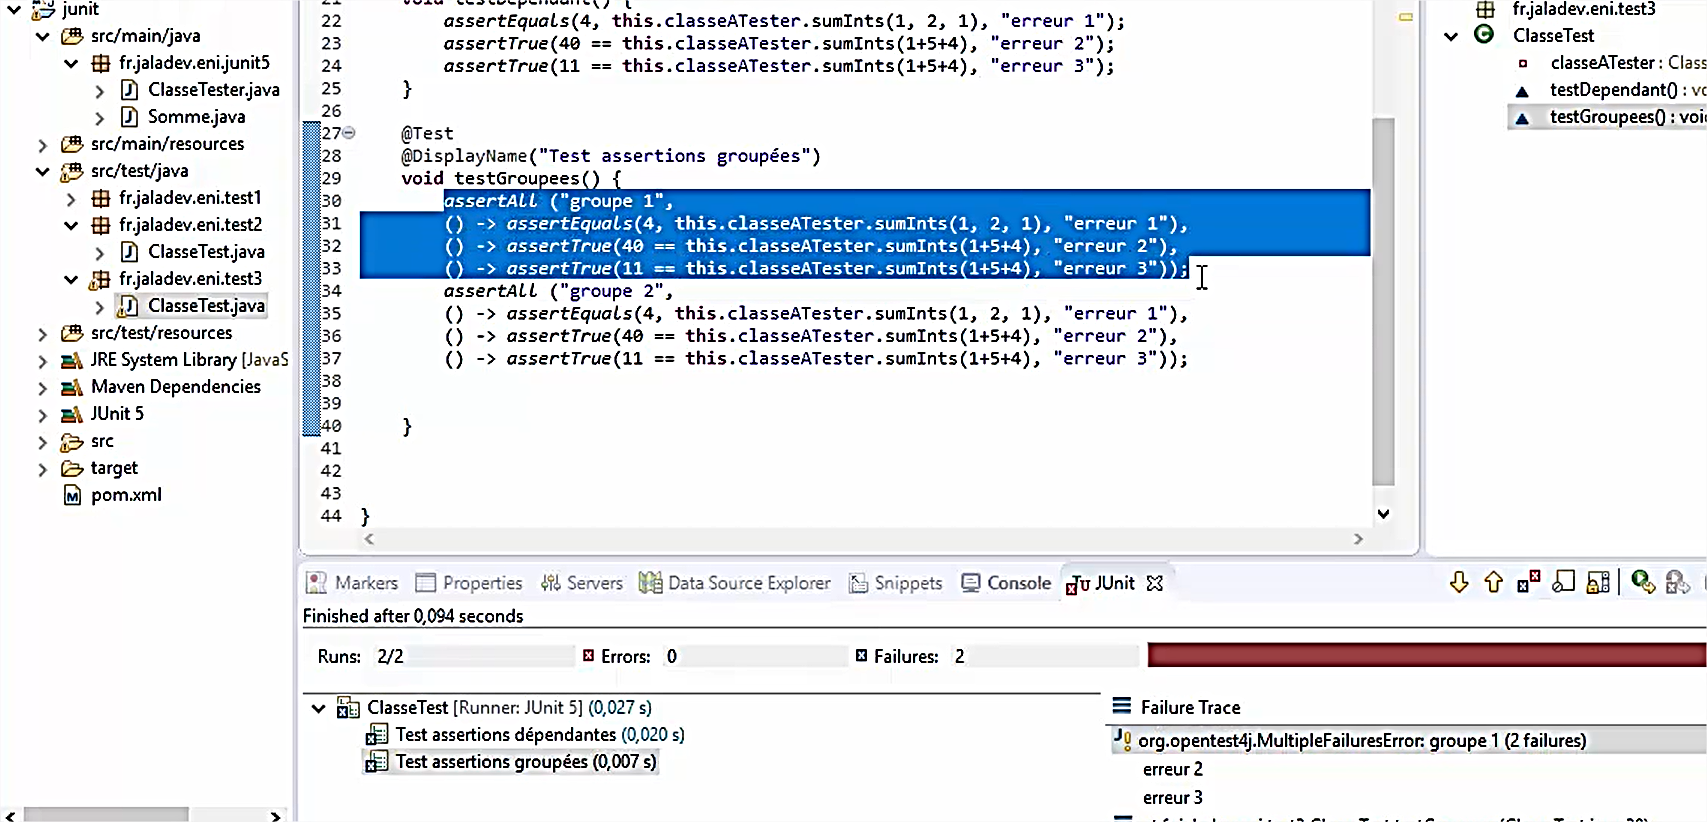 junit
src/main/java
fr.jaladev.eni.junit5
ClasseTester.java
Somme.java
src/main/resources
src/test/java
fr.jaladev.eni.test1
fr.jaladev.eni.test2
ClasseTest.java
fr.jaladev.eni.test3
ClasseTest.java
src/test/resources
JRE System Library [JavaS
Maven Dependencies
JUnit 5
src
target
pom.xml
21 void testDependant() {
22 assertEquals(4, this.classeATester.sumInts(1, 2, 1), "erreur 1");
23 assertTrue(40 == this.classeATester.sumInts(1+5+4), "erreur 2");
24 assertTrue(11 == this.classeATester.sumInts(1+5+4), "erreur 3");
25 }
26
27 @Test
28 @DisplayName("Test assertions groupées")
29 void testGroupees() {
30 assertAll ("groupe 1",
31 () -> assertEquals(4, this.classeATester.sumInts(1, 2, 1), "erreur 1"),
32 () -> assertTrue(40 == this.classeATester.sumInts(1+5+4), "erreur 2"),
33 () -> assertTrue(11 == this.classeATester.sumInts(1+5+4), "erreur 3"));
34 assertAll ("groupe 2",
35 () -> assertEquals(4, this.classeATester.sumInts(1, 2, 1), "erreur 1"),
36 () -> assertTrue(40 == this.classeATester.sumInts(1+5+4), "erreur 2"),
37 () -> assertTrue(11 == this.classeATester.sumInts(1+5+4), "erreur 3"));
38
39
40 }
41
42
43
44 }
fr.jaladev.eni.test3
ClasseTest
classeATester : Class
testDependant() : vo
testGroupees() : voi
Markers Properties Servers Data Source Explorer Snippets Console JUnit
Finished after 0,094 seconds
Runs: 2/2 Errors: 0 Failures: 2
ClasseTest [Runner: JUnit 5] (0,027 s)
Test assertions dépendantes (0,020 s)
Test assertions groupées (0,007 s)
Failure Trace
org.opentest4j.MultipleFailuresError: groupe 1 (2 failures)
erreur 2
erreur 3